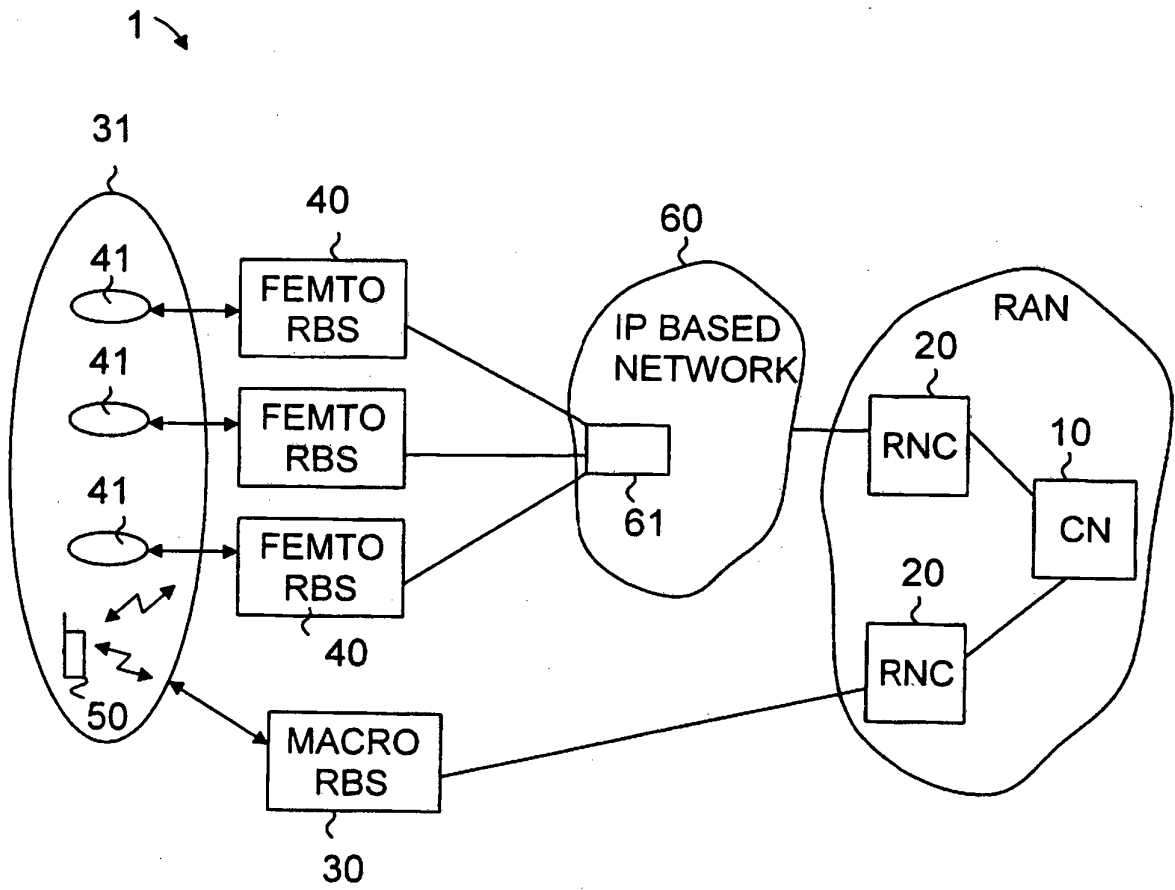 1
31
40
60
41
FEMTO
RBS
IP BASED
NETWORK
RAN
20
41
FEMTO
RBS
RNC
10
61
CN
41
FEMTO
RBS
20
40
RNC
50
MACRO
RBS
30